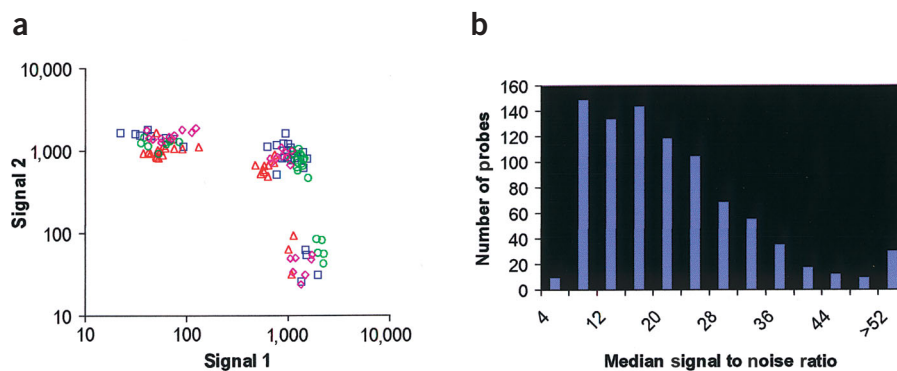 a
10,000
1,000
100
10
Signal 2
10 100 1,000 10,000
Signal 1
b
160
140
120
100
80
60
40
20
0
Number of probes
4 12 20 28 36 44 >52
Median signal to noise ratio